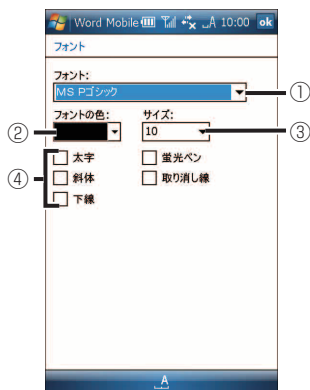 Word Mobile A 10:00 ok
フォント
フォント:
MS Pゴシック ①
② フォントの色: サイズ:
10 ③
④ 太字 蛍光ペン
斜体 取り消し線
下線
A